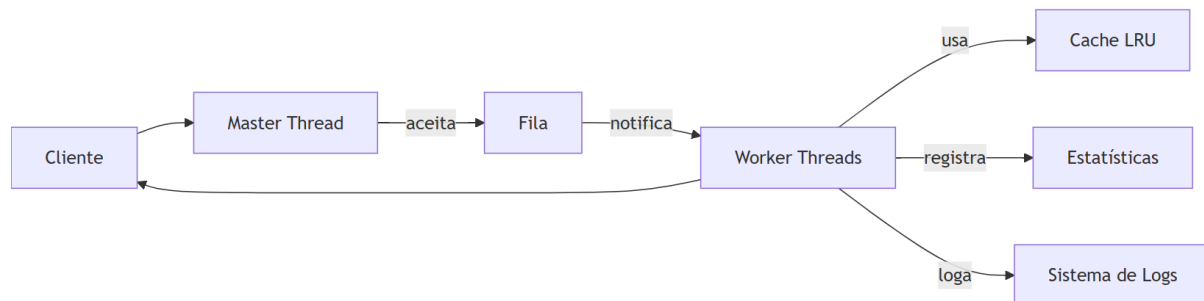 Cliente
Master Thread
aceita
Fila
notifica
Worker Threads
usa
Cache LRU
registra
Estatísticas
loga
Sistema de Logs